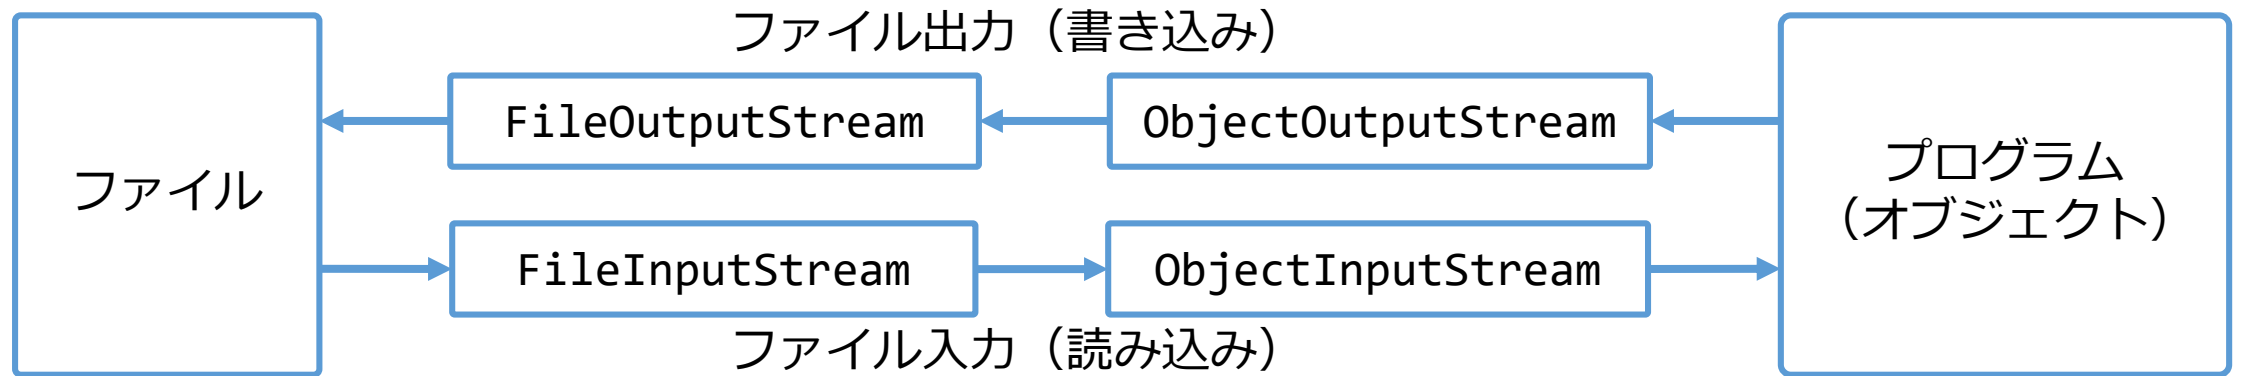 ファイル出力（書き込み）
FileOutputStream
ObjectOutputStream
ファイル
プログラム
（オブジェクト）
FileInputStream
ObjectInputStream
ファイル入力（読み込み）